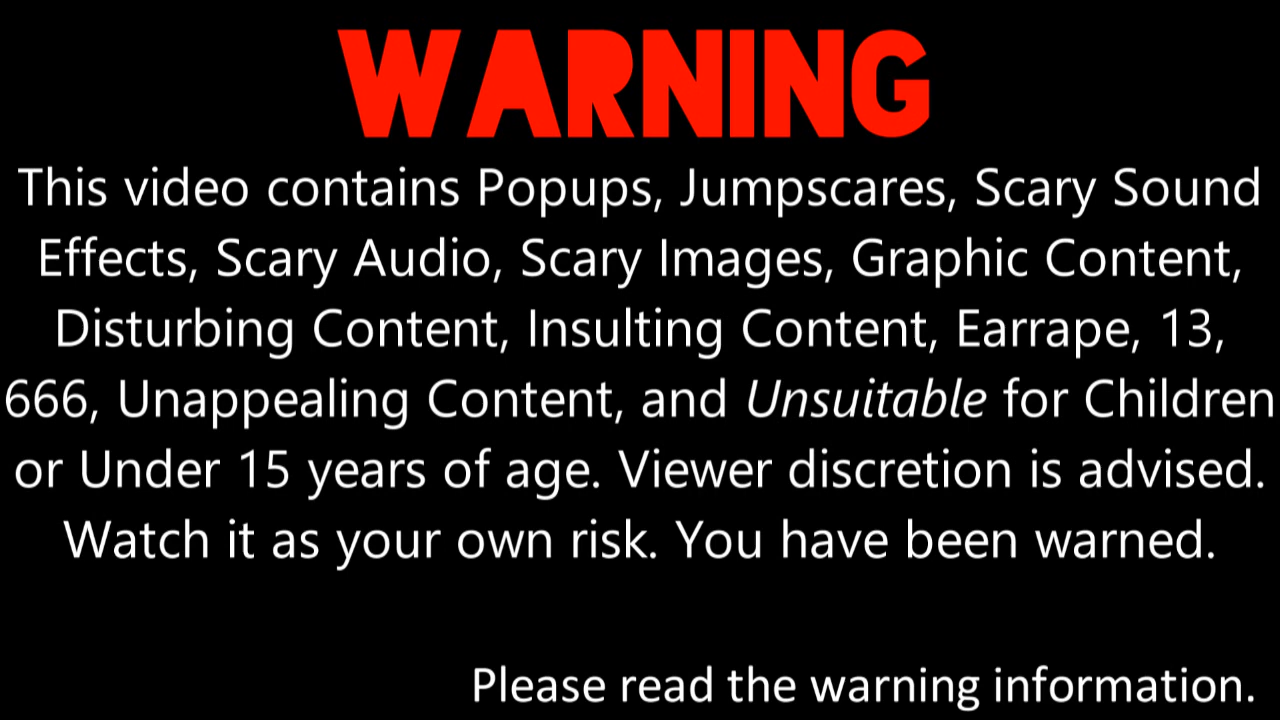 WARNING
This video contains Popups, Jumpscares, Scary Sound
Effects, Scary Audio, Scary Images, Graphic Content,
Disturbing Content, Insulting Content, Earrape, 13,
666, Unappealing Content, and Unsuitable for Children
or Under 15 years of age. Viewer discretion is advised.
Watch it as your own risk. You have been warned.
Please read the warning information.